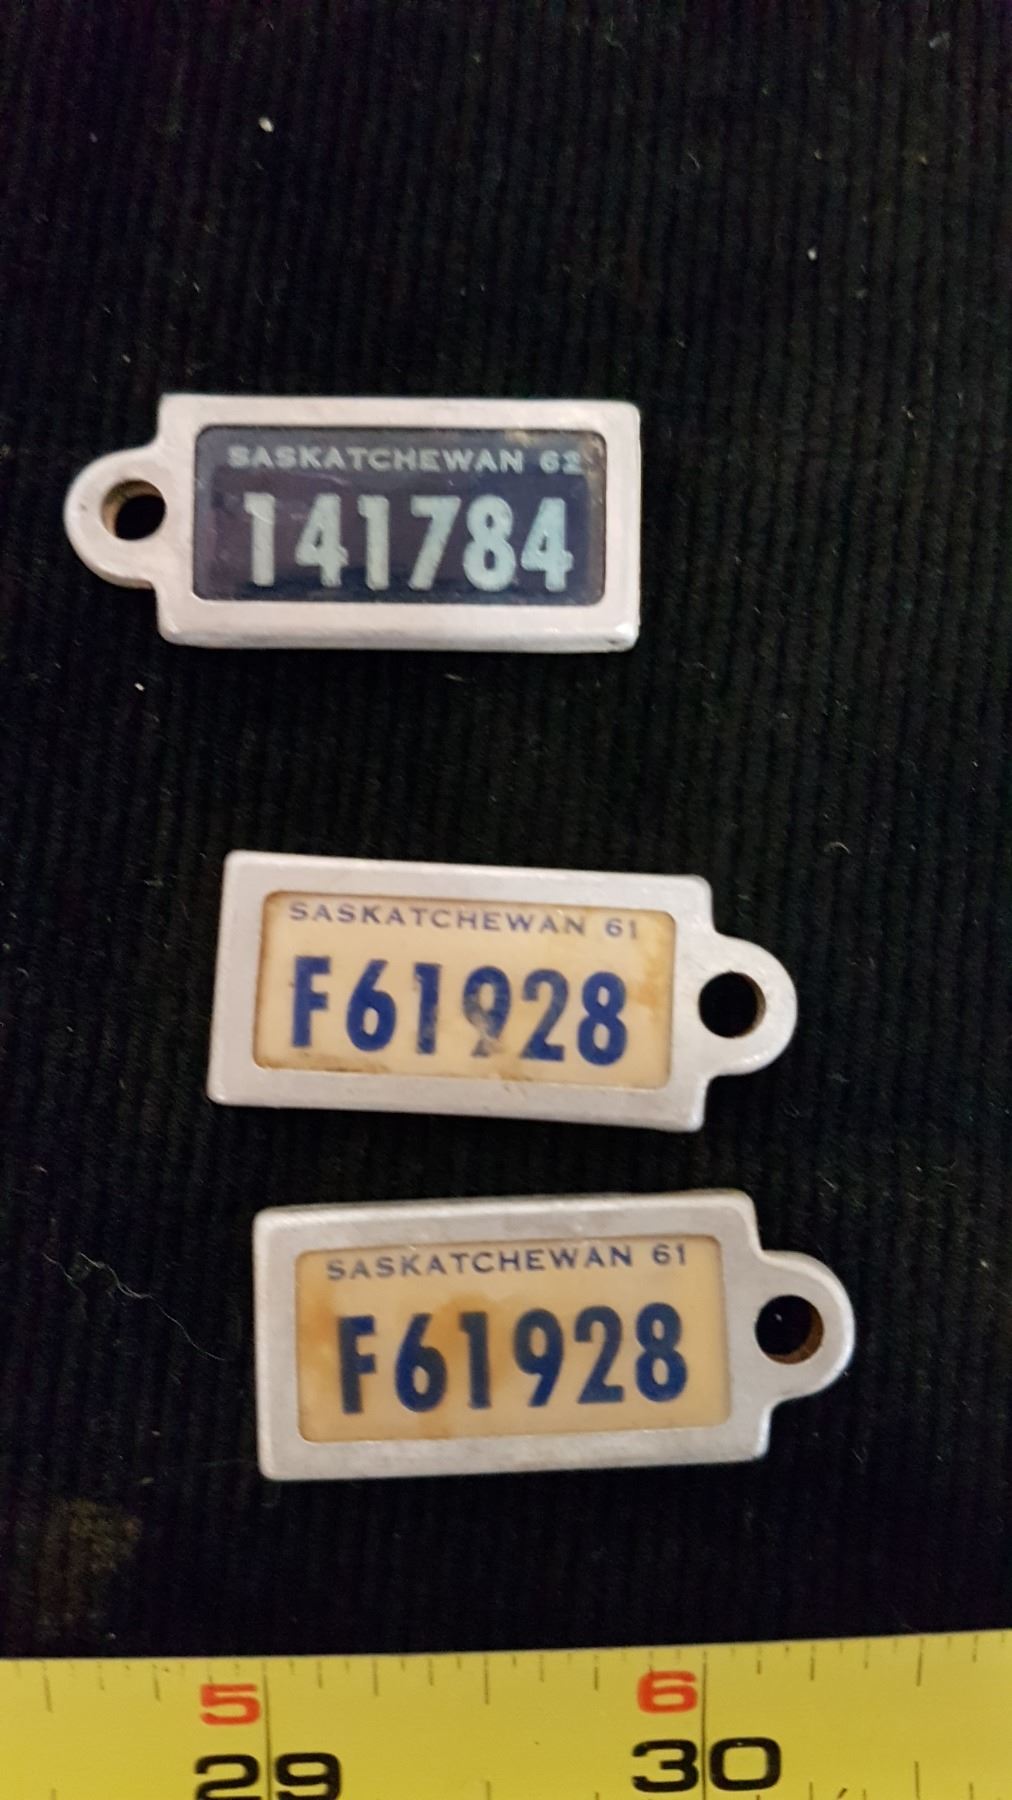 SASKATCHEWAN 62
141784
SASKATCHEWAN 61
F61928
SASKATCHEWAN 61
F61928
5 6
29 30